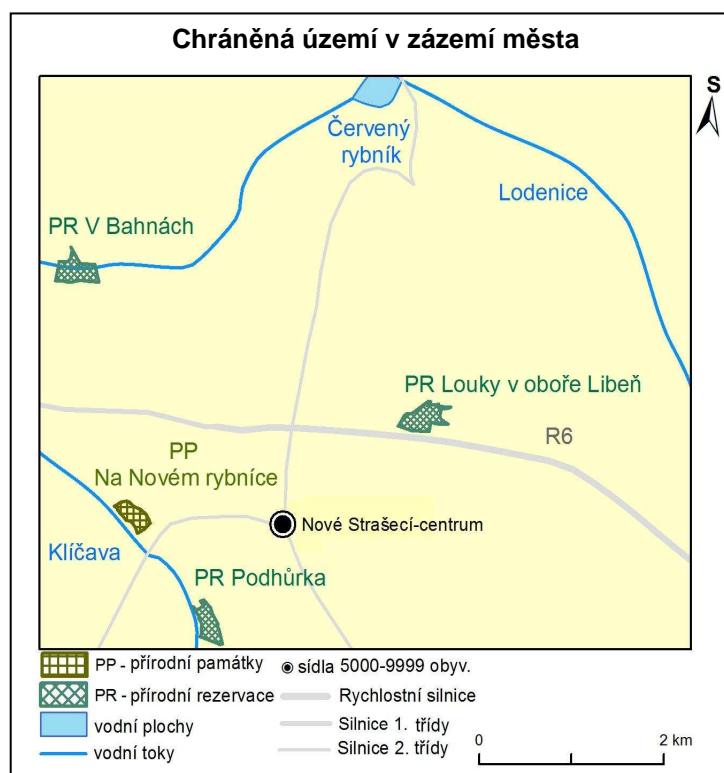 Chráněná území v zázemí města
S
Červený
rybník
Lodenice
PR V Bahnách
PR Louky v oboře Libeň
R6
PP
Na Novém rybníce
Nové Strašecí-centrum
Klíčava
PR Podhůrka
PP - přírodní památky
PR - přírodní rezervace
vodní plochy
vodní toky
sídla 5000-9999 obyv.
Rychlostní silnice
Silnice 1. třídy
Silnice 2. třídy
0 2 km